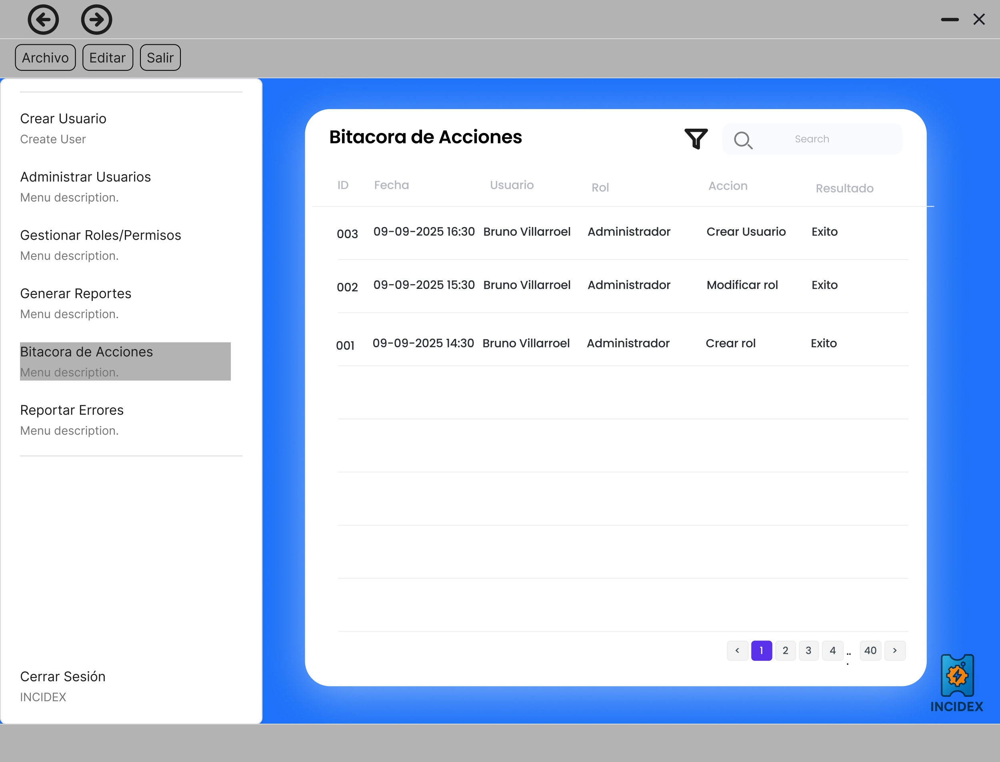 Archivo Editar Salir
Crear Usuario
Create User
Administrar Usuarios
Menu description.
Gestionar Roles/Permisos
Menu description.
Generar Reportes
Menu description.
Bitacora de Acciones
Menu description.
Reportar Errores
Menu description.
Cerrar Sesión
INCIDEX
Bitacora de Acciones
Search
ID Fecha Usuario Rol Accion Resultado
003 09-09-2025 16:30 Bruno Villarroel Administrador Crear Usuario Exito
002 09-09-2025 15:30 Bruno Villarroel Administrador Modificar rol Exito
001 09-09-2025 14:30 Bruno Villarroel Administrador Crear rol Exito
< 1 2 3 4 ... 40 >
INCIDEX